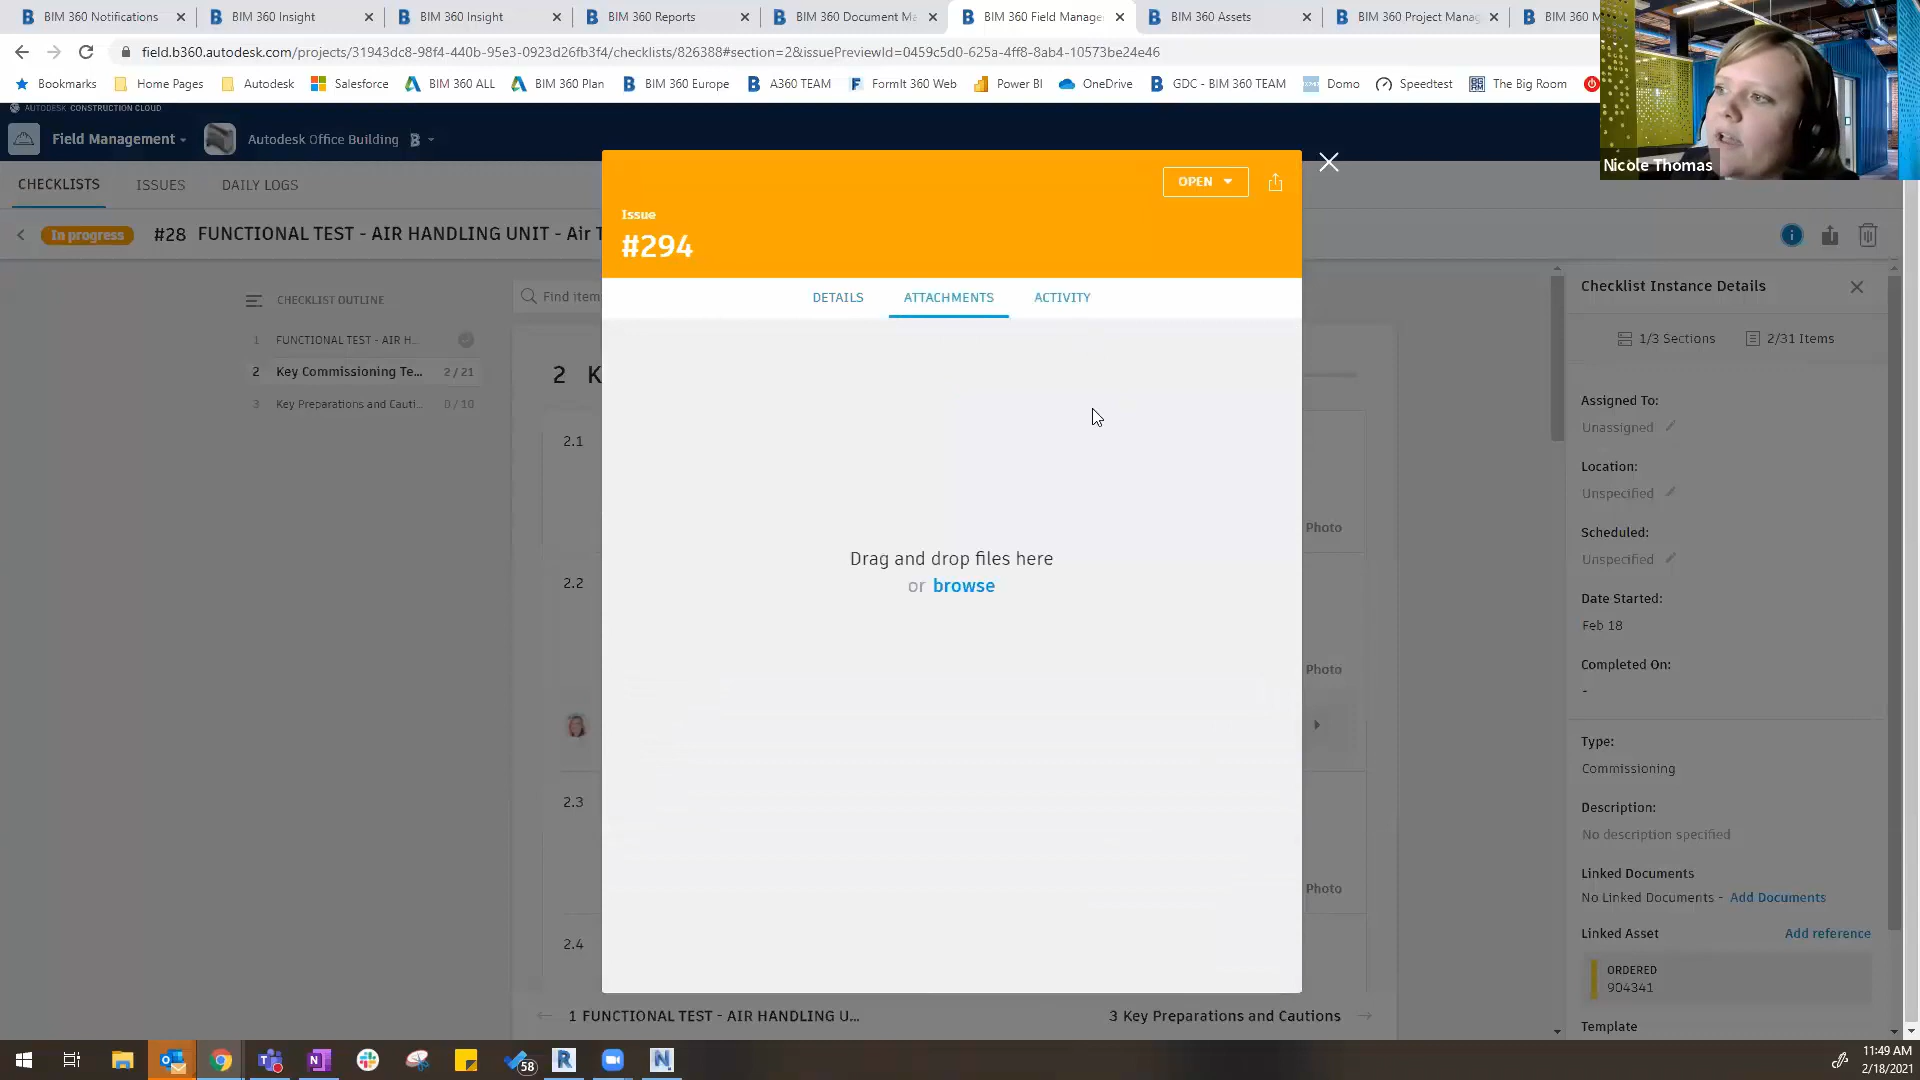 BIM 360 Notifications
BIM 360 Insight
BIM 360 Insight
BIM 360 Reports
BIM 360 Document Ma
BIM 360 Field Manage
BIM 360 Assets
BIM 360 Project Manag
BIM 360 M
field.b360.autodesk.com/projects/31943dc8-98f4-440b-95e3-0923d26fb3f4/checklists/826388#section=2&issuePreviewId=0459c5d0-625a-4ff8-8ab4-10573be24e46
Bookmarks
Home Pages
Autodesk
Salesforce
BIM 360 ALL
BIM 360 Plan
BIM 360 Europe
A360 TEAM
FormIt 360 Web
Power BI
OneDrive
GDC - BIM 360 TEAM
Domo
Speedtest
The Big Room
AUTODESK CONSTRUCTION CLOUD
Field Management
Autodesk Office Building
Nicole Thomas
CHECKLISTS
ISSUES
DAILY LOGS
In progress
#28 FUNCTIONAL TEST - AIR HANDLING UNIT - Air T
OPEN
Issue
#294
DETAILS
ATTACHMENTS
ACTIVITY
Drag and drop files here
or browse
CHECKLIST OUTLINE
1 FUNCTIONAL TEST - AIR H...
2 Key Commissioning Te... 2 / 21
3 Key Preparations and Cauti... 0 / 10
Find item
2 K
2.1
Photo
2.2
Photo
2.3
Photo
2.4
1 FUNCTIONAL TEST - AIR HANDLING U...
3 Key Preparations and Cautions
Checklist Instance Details
1/3 Sections
2/31 Items
Assigned To:
Unassigned
Location:
Unspecified
Scheduled:
Unspecified
Date Started:
Feb 18
Completed On:
-
Type:
Commissioning
Description:
No description specified
Linked Documents
No Linked Documents - Add Documents
Linked Asset
Add reference
ORDERED
904341
Template
58
11:49 AM
2/18/2021